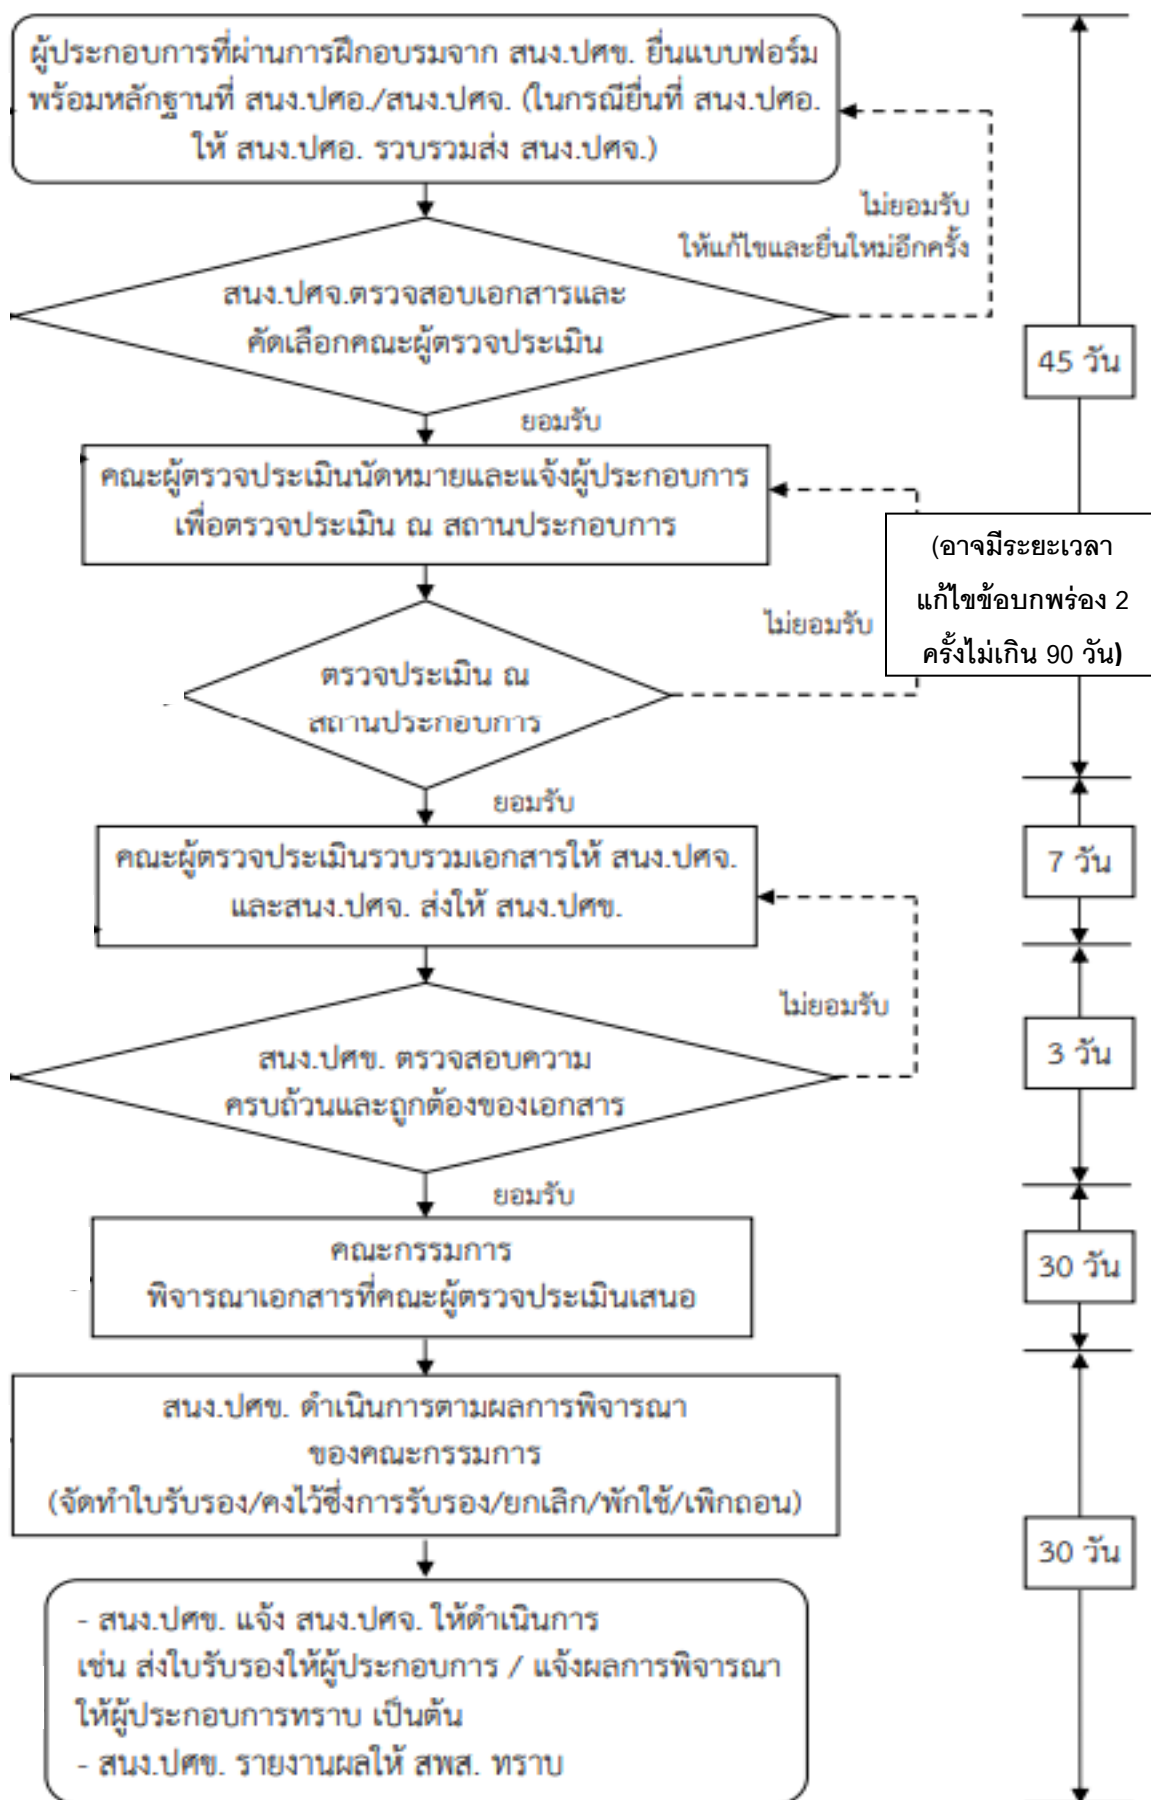 ผู้ประกอบการที่ผ่านการฝึกอบรมจาก สนง.ปศข. ยื่นแบบฟอร์ม
พร้อมหลักฐานที่ สนง.ปศอ./สนง.ปศจ. (ในกรณียื่นที่ สนง.ปศอ.
ให้ สนง.ปศอ. รวบรวมส่ง สนง.ปศจ.)
ไม่ยอมรับ
ให้แก้ไขและยื่นใหม่อีกครั้ง
สนง.ปศจ.ตรวจสอบเอกสารและ
คัดเลือกคณะผู้ตรวจประเมิน
45 วัน
ยอมรับ
คณะผู้ตรวจประเมินนัดหมายและแจ้งผู้ประกอบการ
เพื่อตรวจประเมิน ณ สถานประกอบการ
(อาจมีระยะเวลา
แก้ไขข้อบกพร่อง 2
ครั้งไม่เกิน 90 วัน)
ไม่ยอมรับ
ตรวจประเมิน ณ
สถานประกอบการ
ยอมรับ
คณะผู้ตรวจประเมินรวบรวมเอกสารให้ สนง.ปศจ.
และสนง.ปศจ. ส่งให้ สนง.ปศข.
7 วัน
ไม่ยอมรับ
สนง.ปศข. ตรวจสอบความ
ครบถ้วนและถูกต้องของเอกสาร
3 วัน
ยอมรับ
คณะกรรมการ
พิจารณาเอกสารที่คณะผู้ตรวจประเมินเสนอ
30 วัน
สนง.ปศข. ดำเนินการตามผลการพิจารณา
ของคณะกรรมการ
(จัดทำใบรับรอง/คงไว้ซึ่งการรับรอง/ยกเลิก/พักใช้/เพิกถอน)
30 วัน
- สนง.ปศข. แจ้ง สนง.ปศจ. ให้ดำเนินการ
เช่น ส่งใบรับรองให้ผู้ประกอบการ / แจ้งผลการพิจารณา
ให้ผู้ประกอบการทราบ เป็นต้น
- สนง.ปศข. รายงานผลให้ สพส. ทราบ